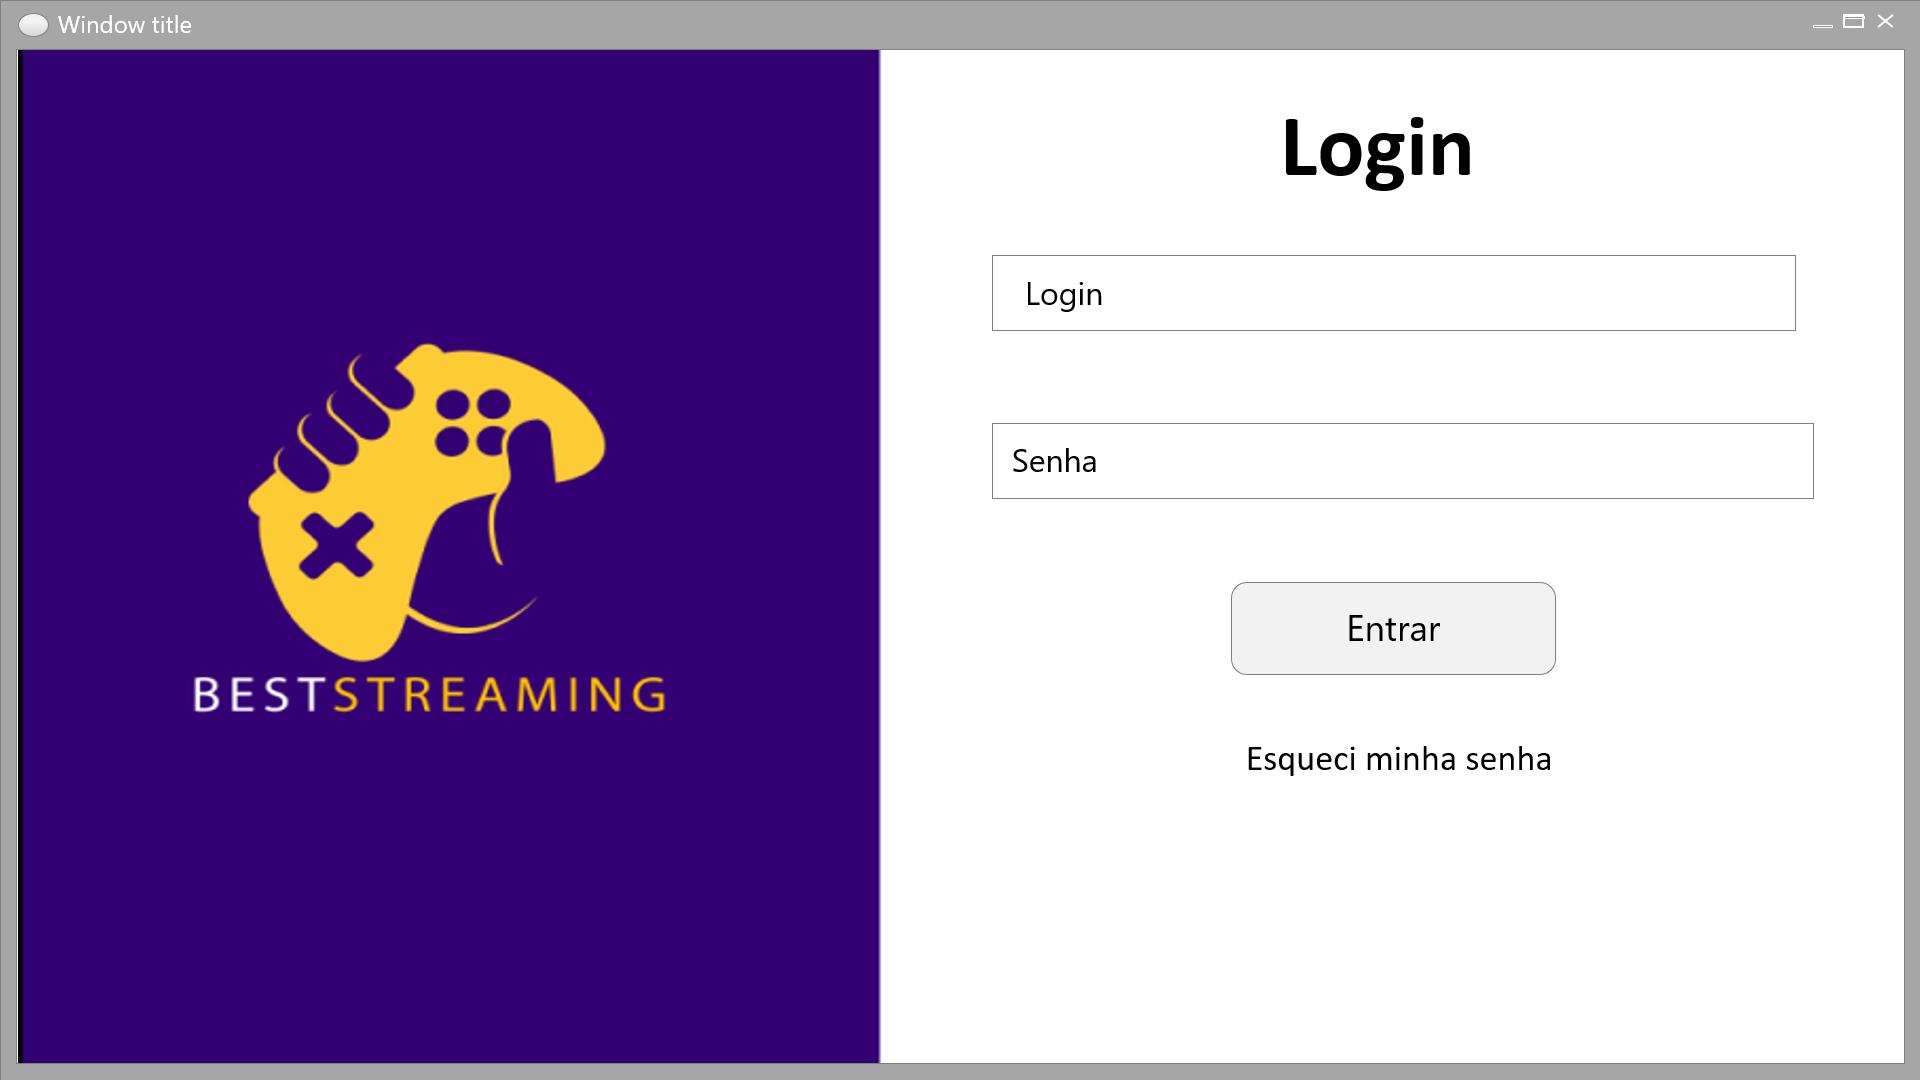 Window title
Login
Login
Senha
Entrar
Esqueci minha senha
BESTSTREAMING